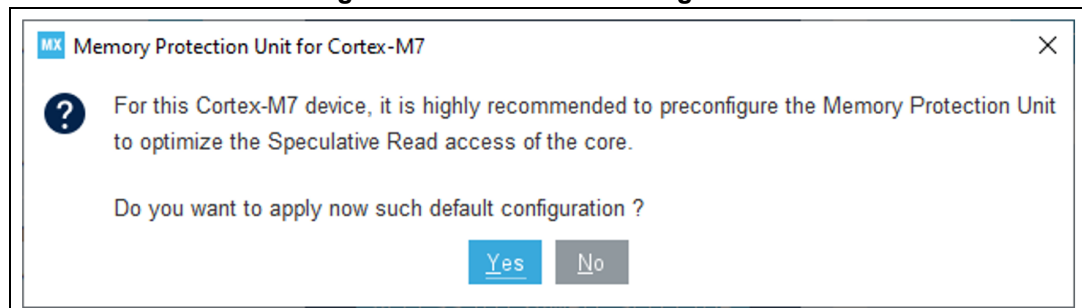 MX Memory Protection Unit for Cortex-M7
For this Cortex-M7 device, it is highly recommended to preconfigure the Memory Protection Unit
to optimize the Speculative Read access of the core.
Do you want to apply now such default configuration ?
Yes No